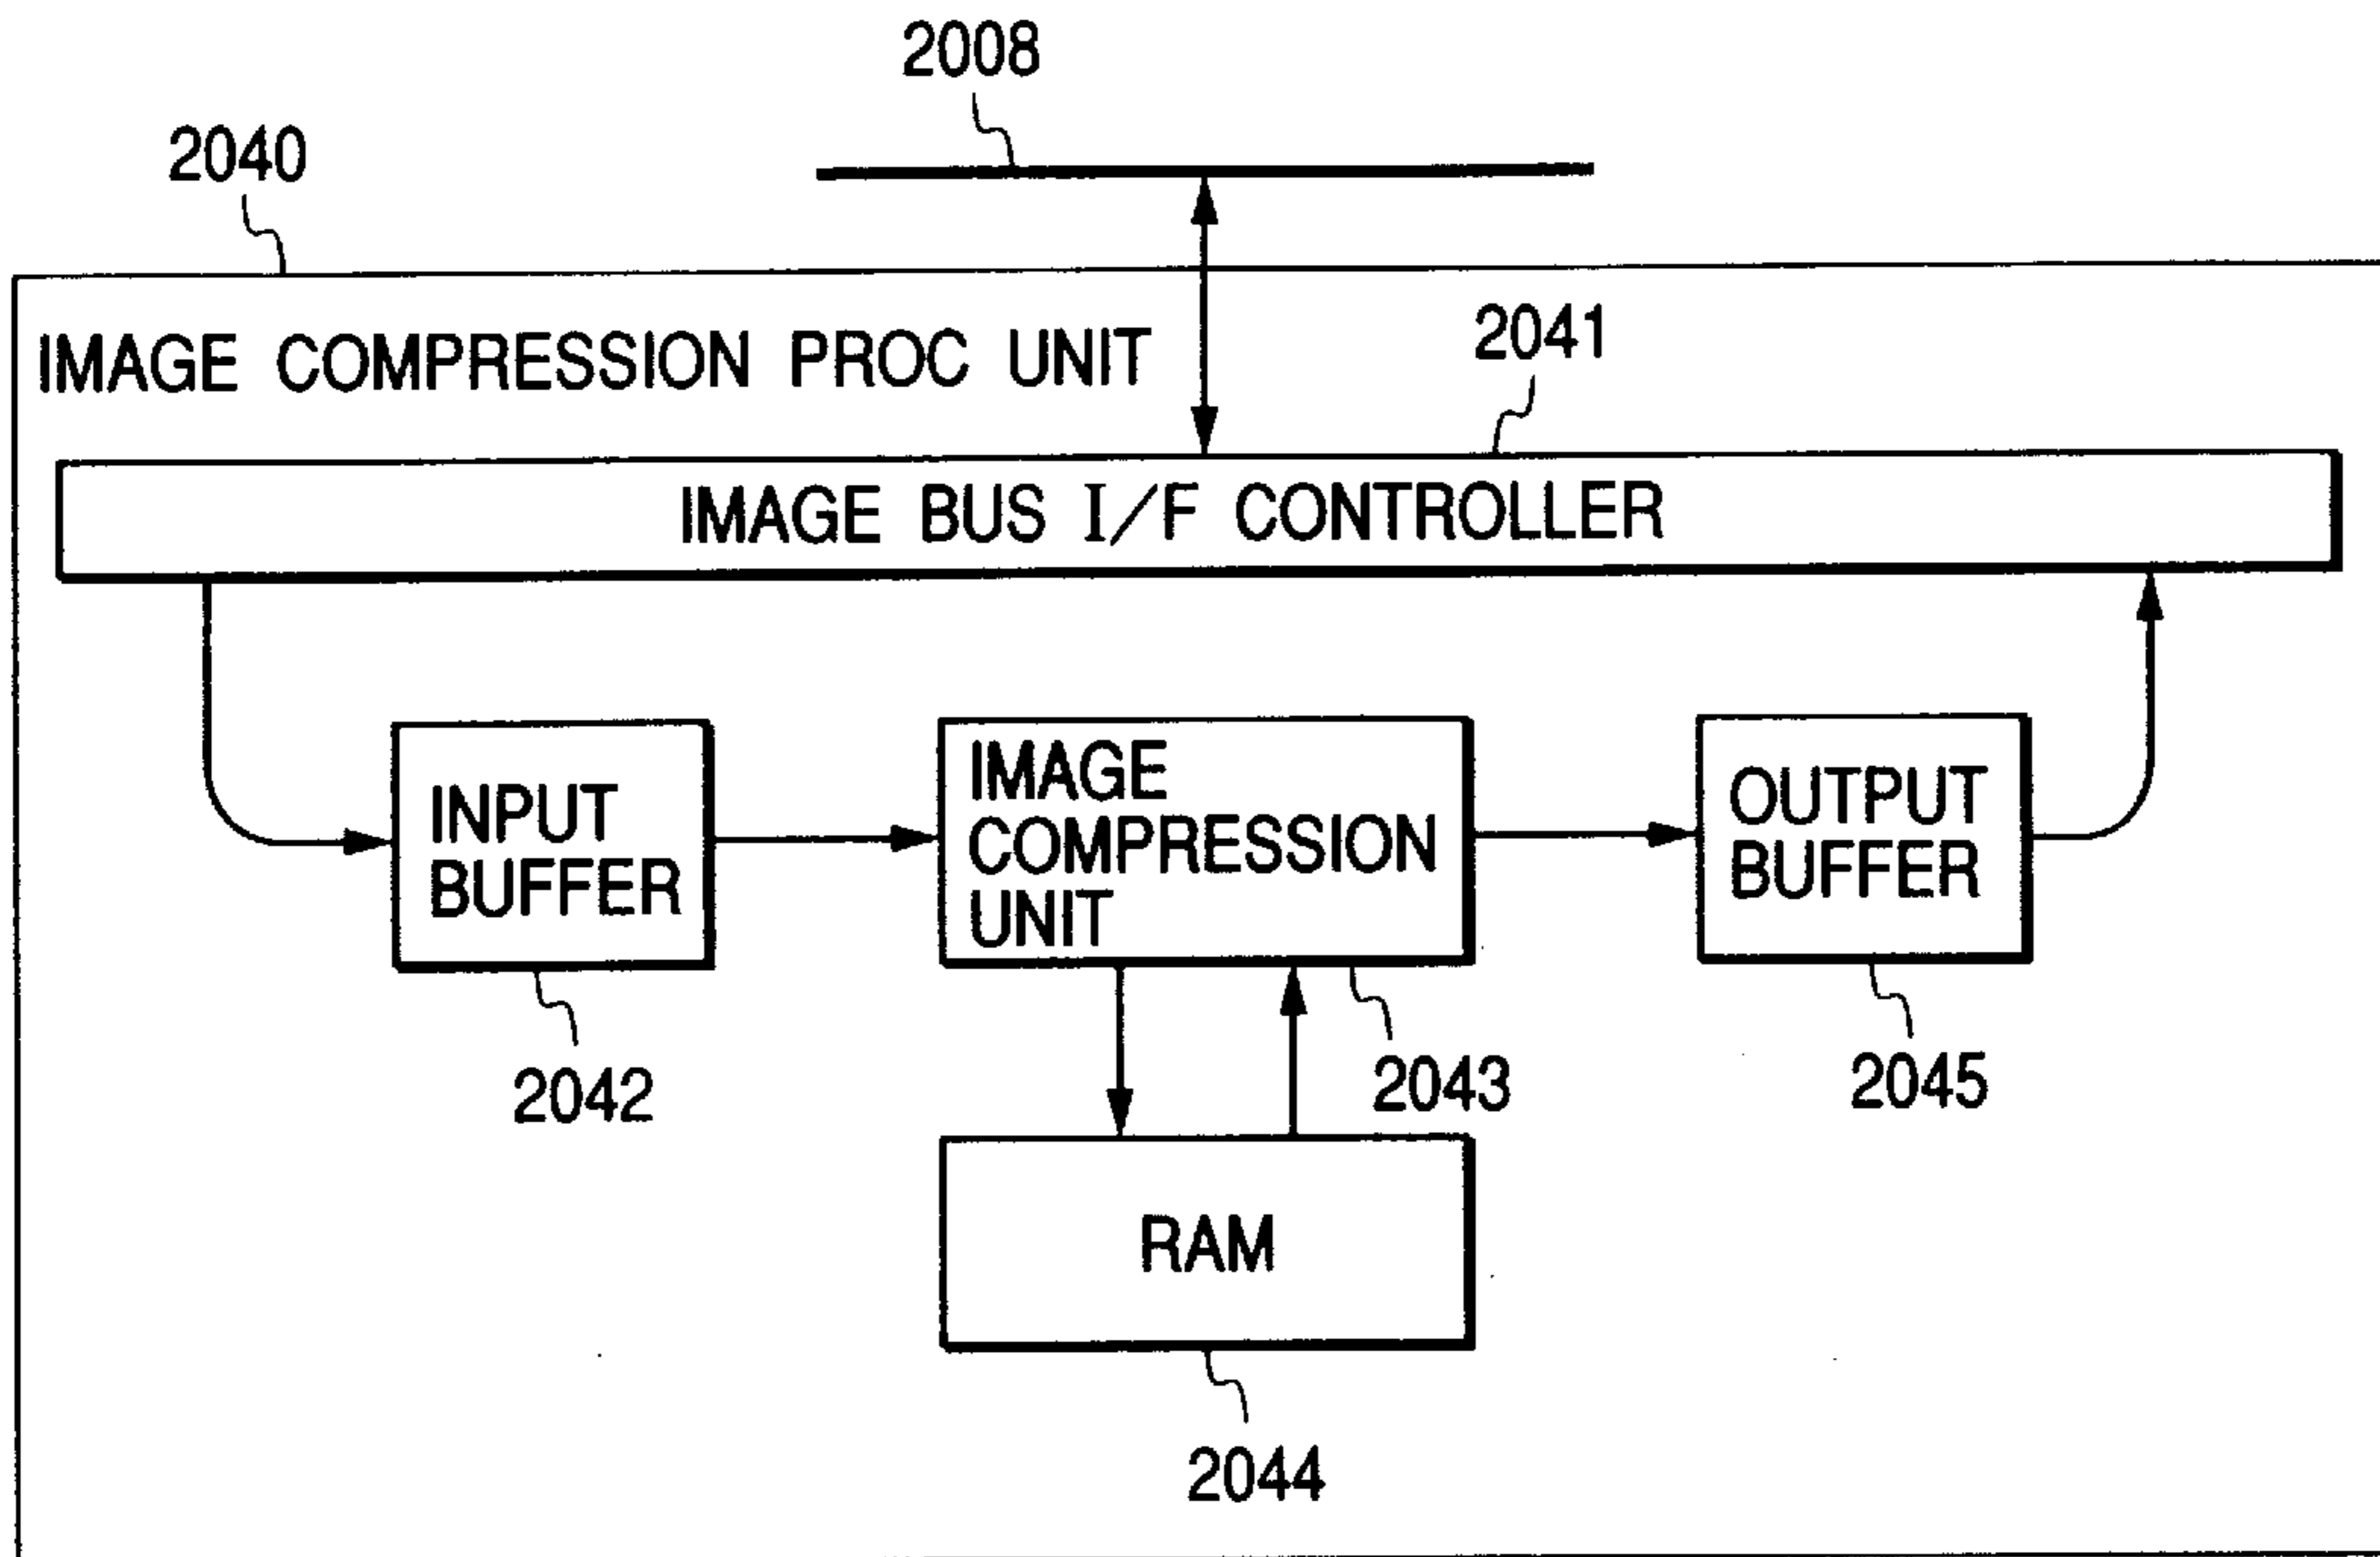 2008
2040
IMAGE COMPRESSION PROC UNIT
2041
IMAGE BUS I/F CONTROLLER
INPUT
BUFFER
IMAGE
COMPRESSION
UNIT
OUTPUT
BUFFER
2042
2043
2045
RAM
2044